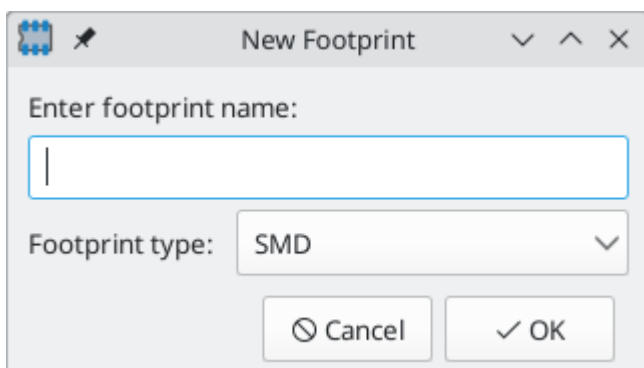 New Footprint
Enter footprint name:
Footprint type: SMD
Cancel OK